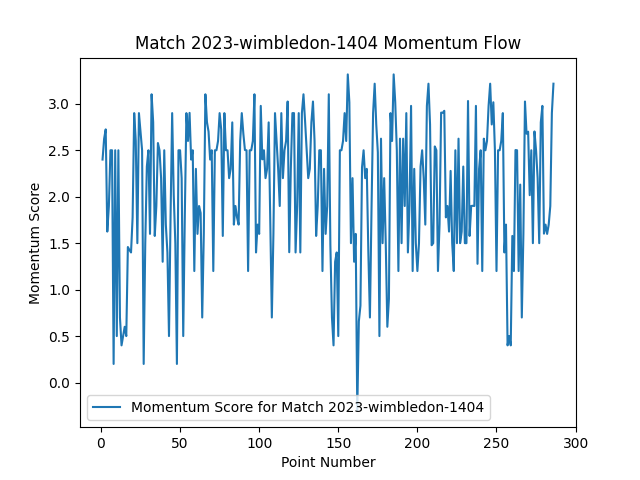 Match 2023-wimbledon-1404 Momentum Flow
3.0
2.5
2.0
1.5
1.0
0.5
0.0
Momentum Score
Momentum Score for Match 2023-wimbledon-1404
0 50 100 150 200 250 300
Point Number